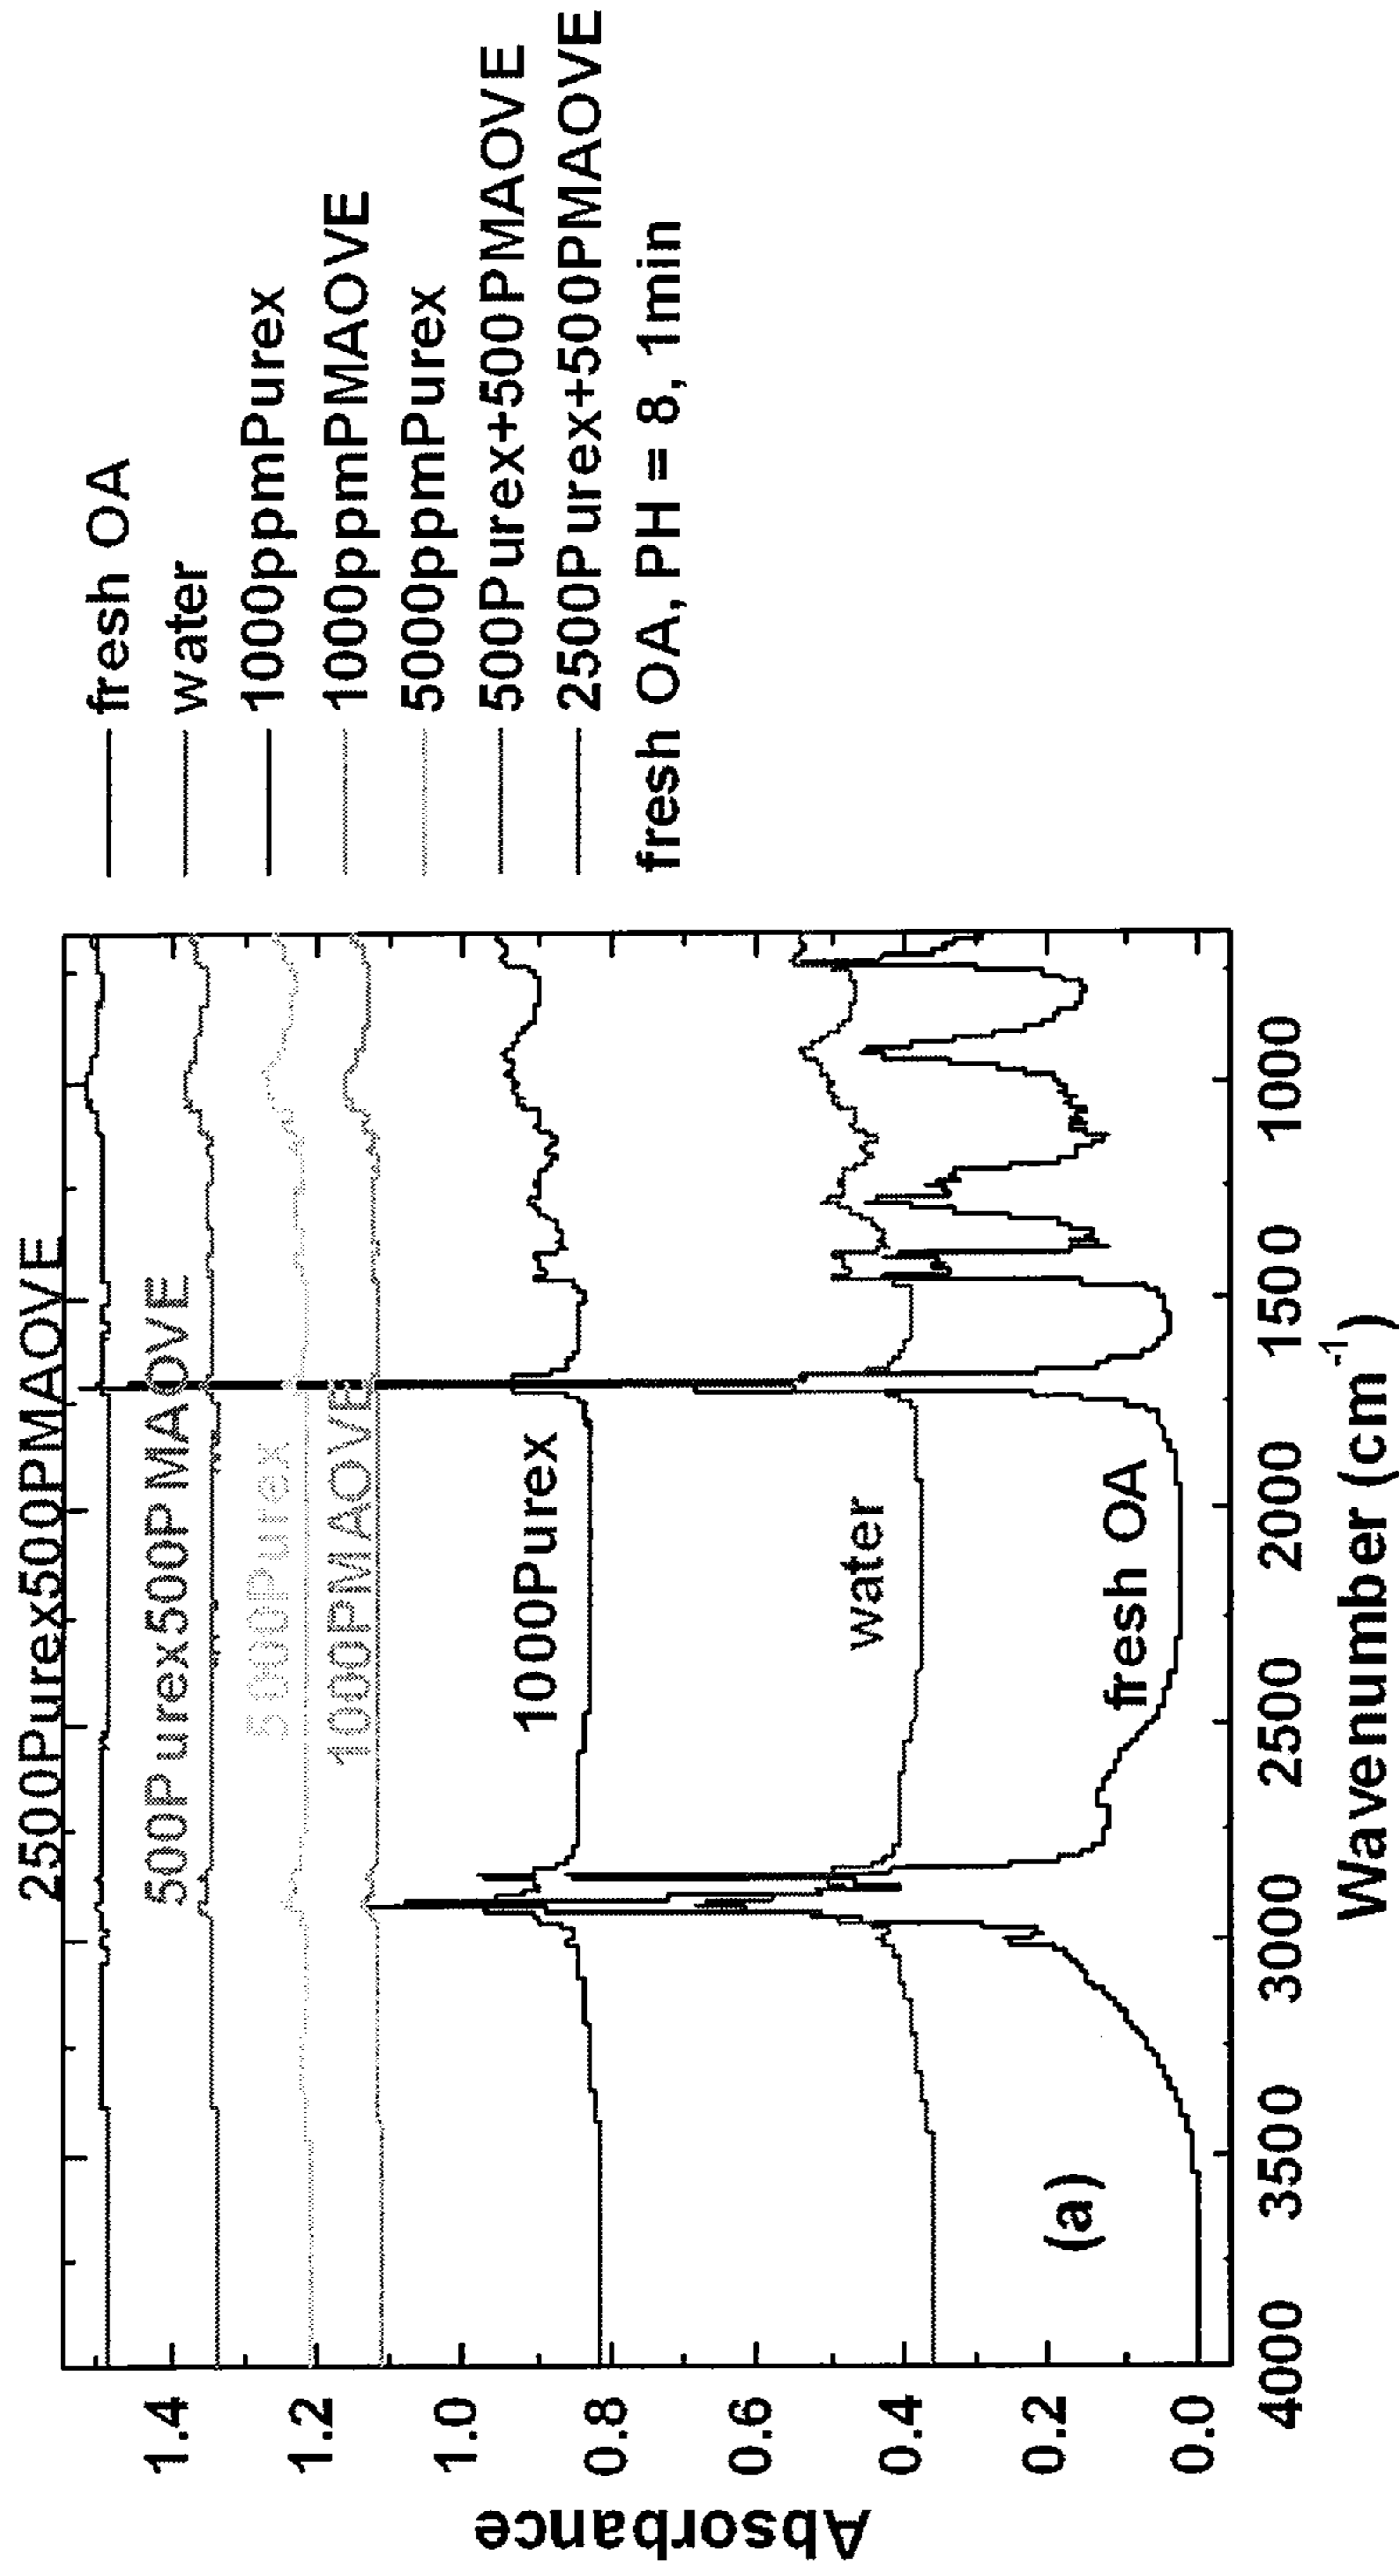 2500Purex500PMAOVE
500Purex500PMAOVE
5000Purex
1000PMAOVE
1000Purex
water
fresh OA
(a)
Absorbance
1.4
1.2
1.0
0.8
0.6
0.4
0.2
0.0
4000 3500 3000 2500 2000 1500 1000
Wavenumber (cm⁻¹)
fresh OA
water
1000ppmPurex
1000ppmPMAOVE
5000ppmPurex
500Purex+500PMAOVE
2500Purex+500PMAOVE
fresh OA, PH = 8, 1min